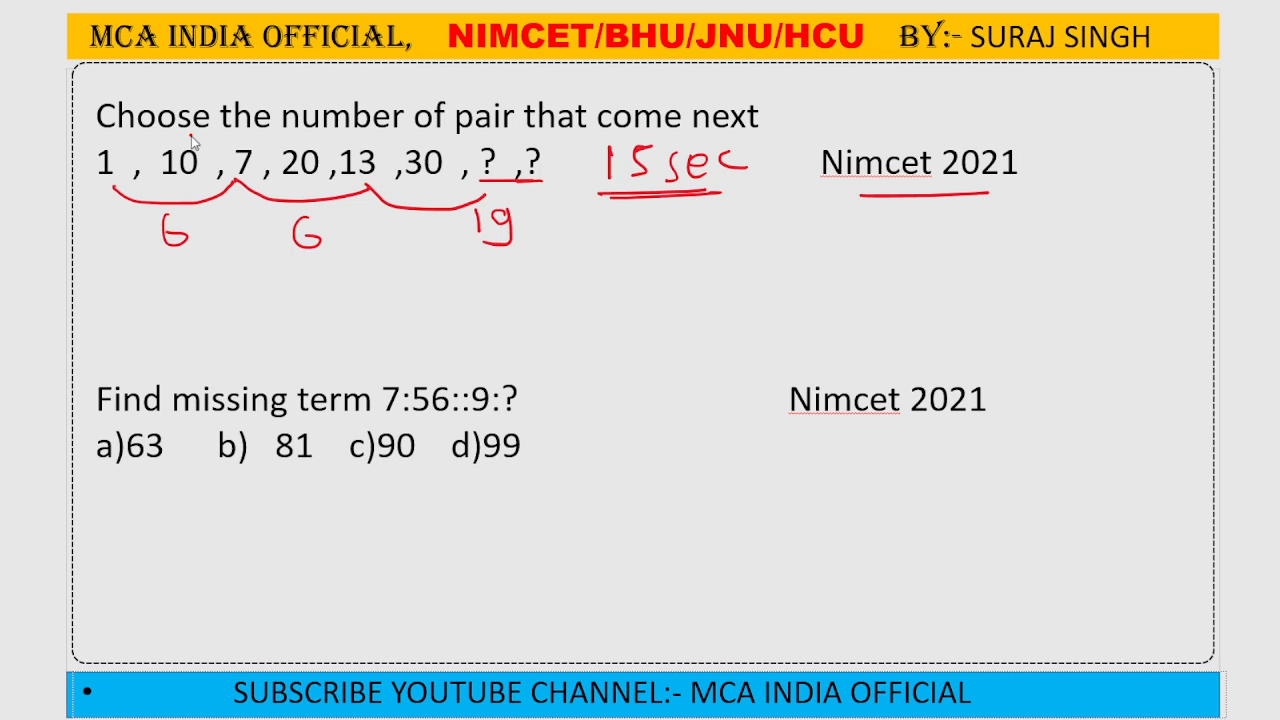 MCA INDIA OFFICIAL, NIMCET/BHU/JNU/HCU BY:- SURAJ SINGH
Choose the number of pair that come next
1 , 10 , 7 , 20 ,13 ,30 , ? ,? 15 sec Nimcet 2021
6 6 19
Find missing term 7:56::9:? Nimcet 2021
a)63 b) 81 c)90 d)99
• SUBSCRIBE YOUTUBE CHANNEL:- MCA INDIA OFFICIAL